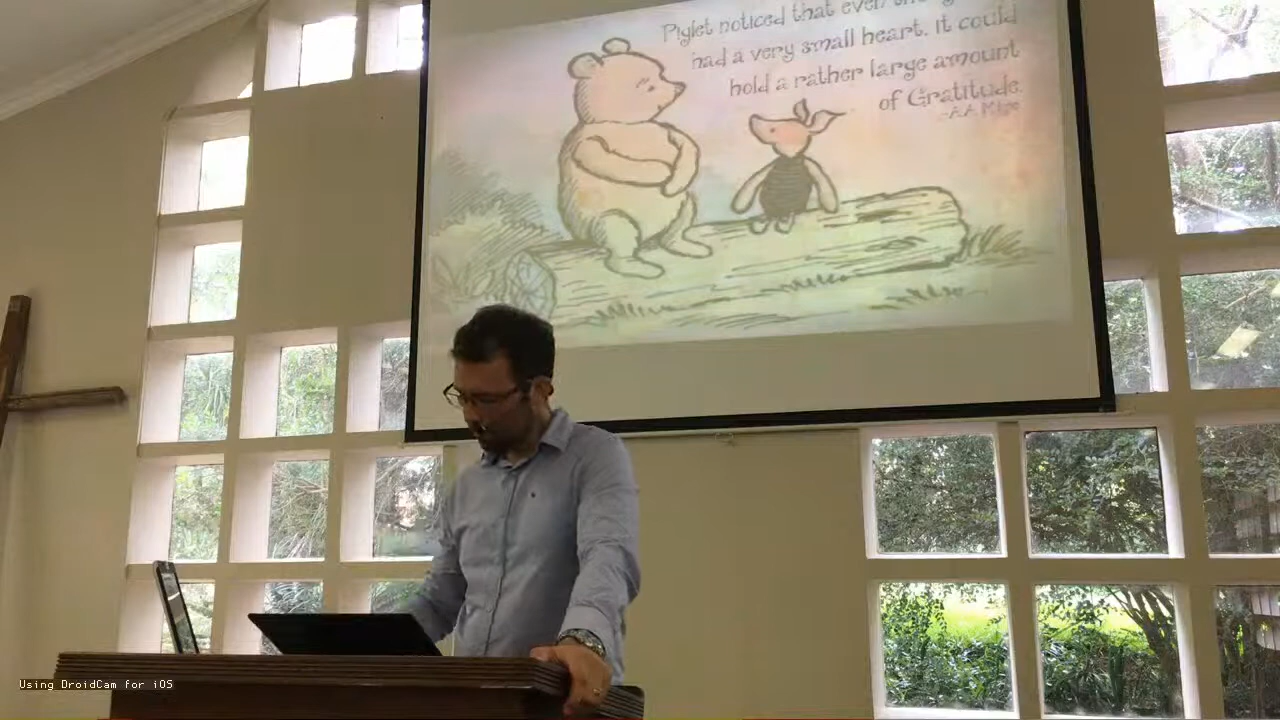 Piglet noticed that even
had a very small heart. It could
hold a rather large amount
of Gratitude.
Using DroidCam for iOS